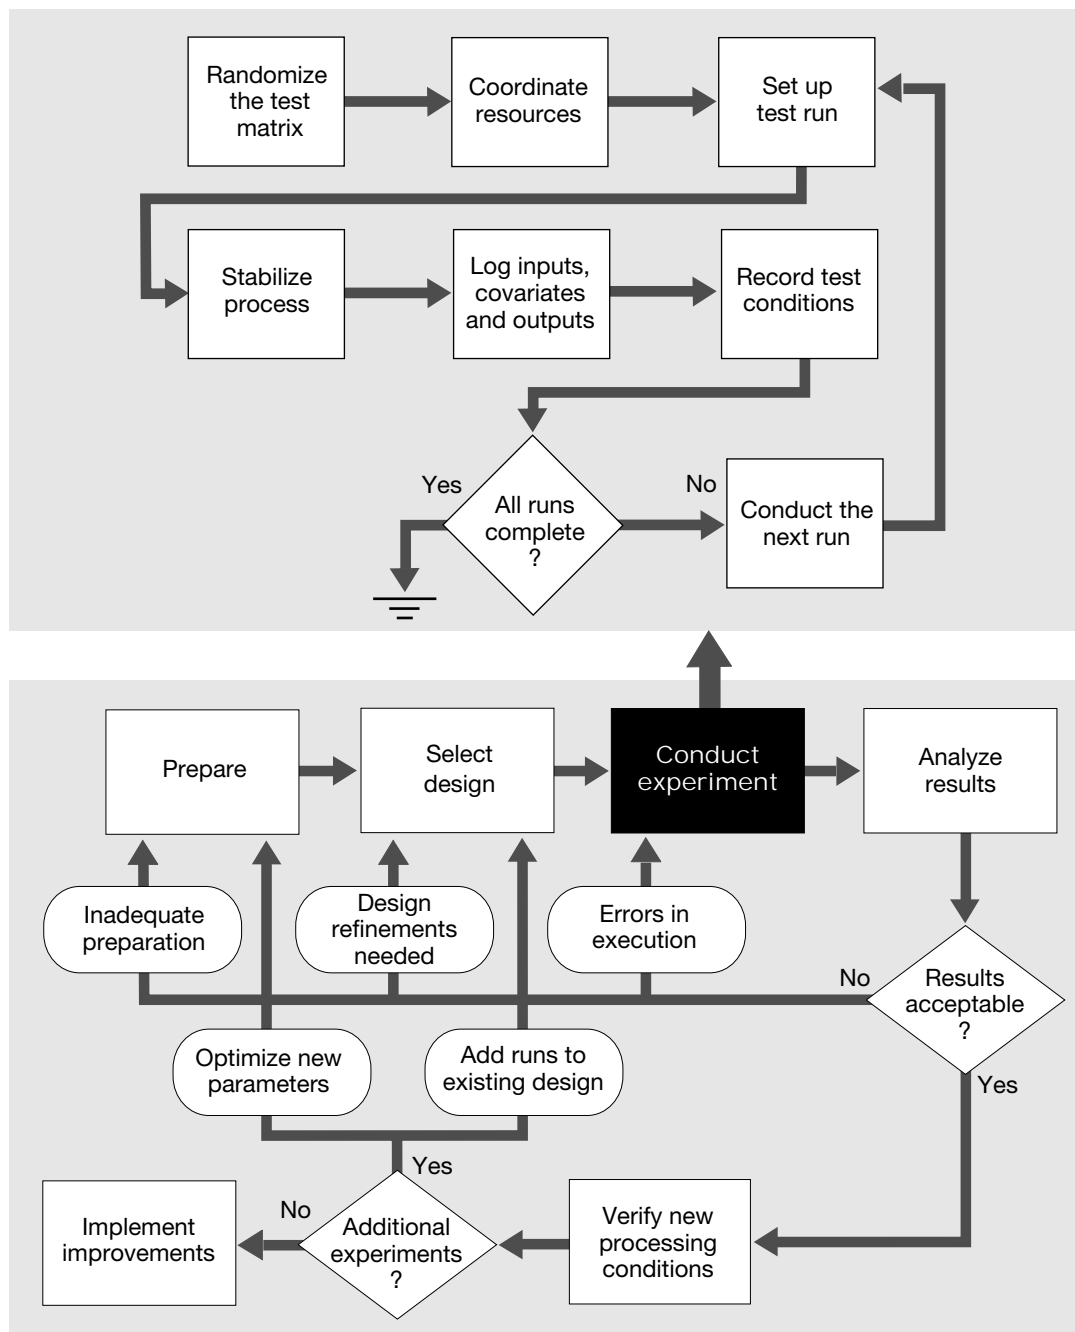 Randomize
the test
matrix
Coordinate
resources
Set up
test run
Stabilize
process
Log inputs,
covariates
and outputs
Record test
conditions
Yes
All runs
complete
?
No
Conduct the
next run
Prepare
Select
design
Conduct
experiment
Analyze
results
Inadequate
preparation
Design
refinements
needed
Errors in
execution
No
Results
acceptable
?
Yes
Optimize new
parameters
Add runs to
existing design
Yes
Implement
improvements
No
Additional
experiments
?
Verify new
processing
conditions